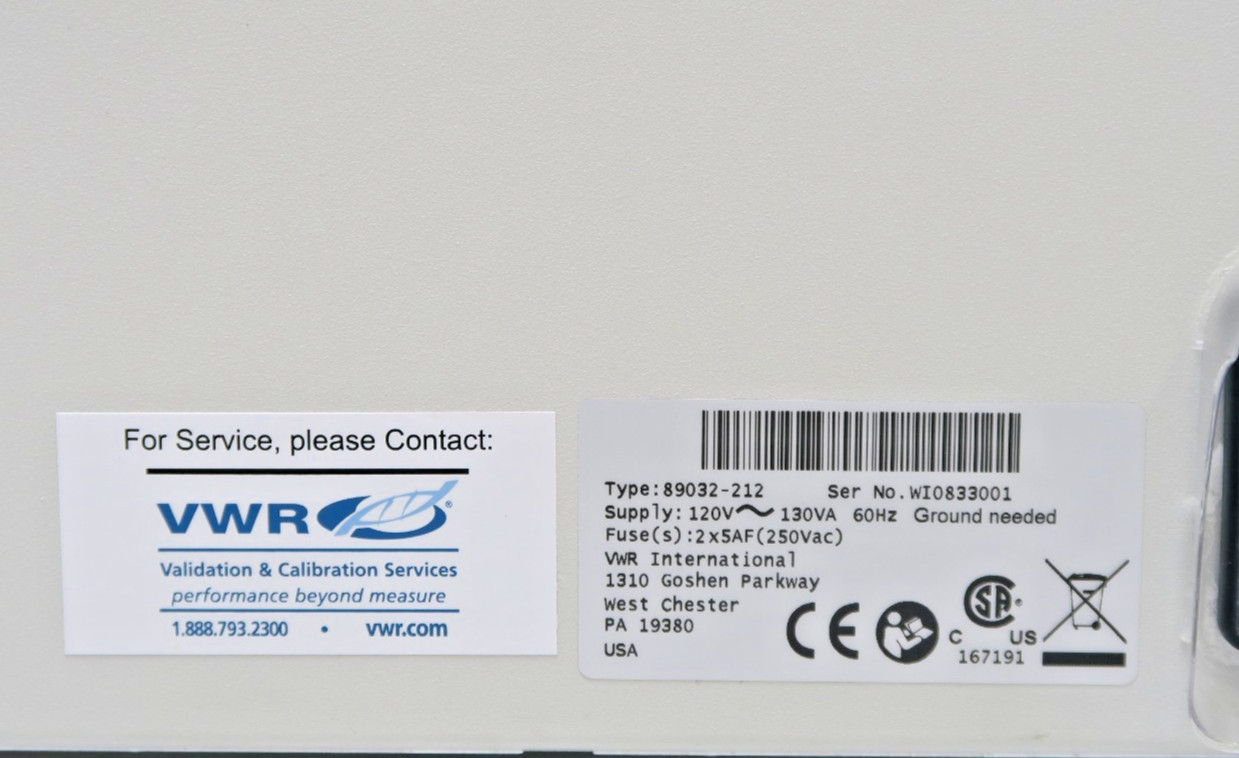 For Service, please Contact:
VWR®
Validation & Calibration Services
performance beyond measure
1.888.793.2300 • vwr.com
Type:89032-212 Ser No.WI0833001
Supply:120V~ 130VA 60Hz Ground needed
Fuse(s):2x5AF(250Vac)
VWR International
1310 Goshen Parkway
West Chester
PA 19380
USA
CE
SA®
C US
167191